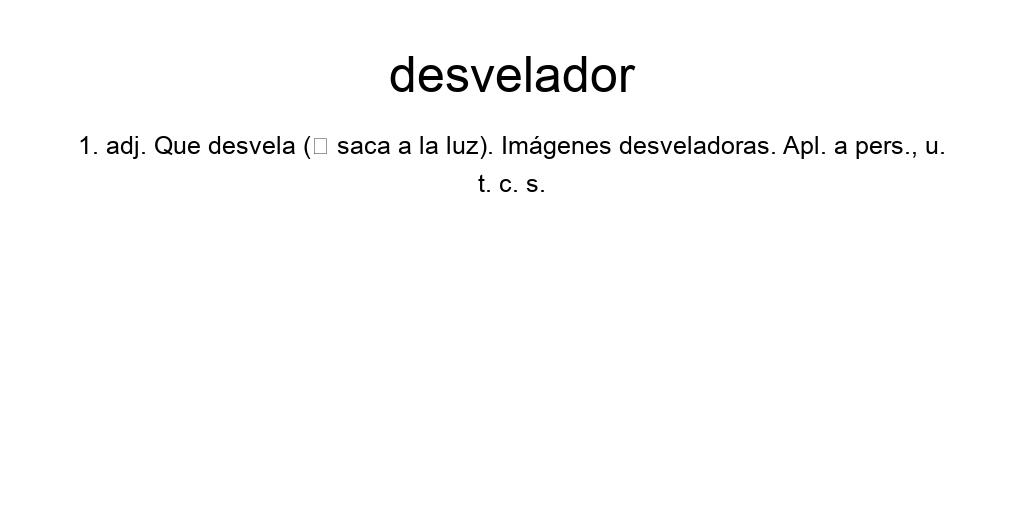 desvelador
1. adj. Que desvela (□ saca a la luz). Imágenes desveladoras. Apl. a pers., u.
t. c. s.